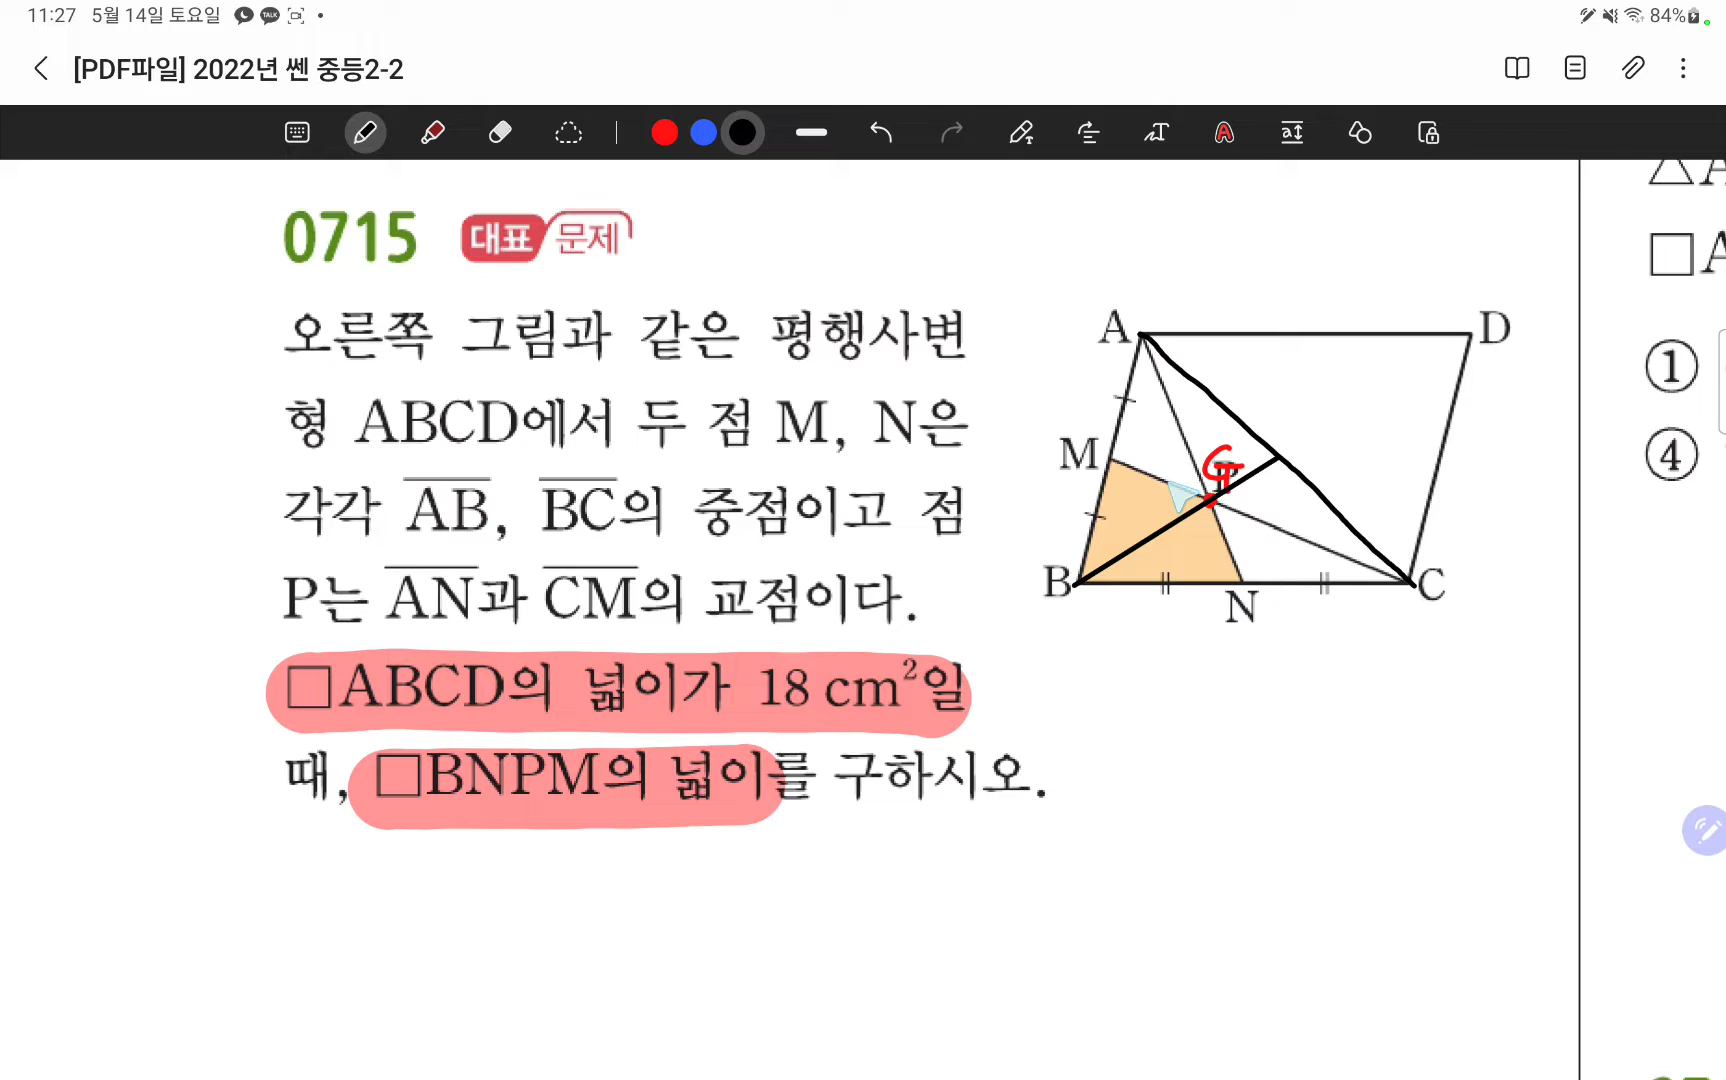 11:27 5월 14일 토요일
84%
[PDF파일] 2022년 쎈 중등2-2
0715 대표 문제
오른쪽 그림과 같은 평행사변
형 ABCD에서 두 점 M, N은
각각 AB, BC의 중점이고 점
P는 AN과 CM의 교점이다.
□ABCD의 넓이가 18 cm²일
때, □BNPM의 넓이를 구하시오.
A
D
M
G
B
N
C
△A
□A
①
④